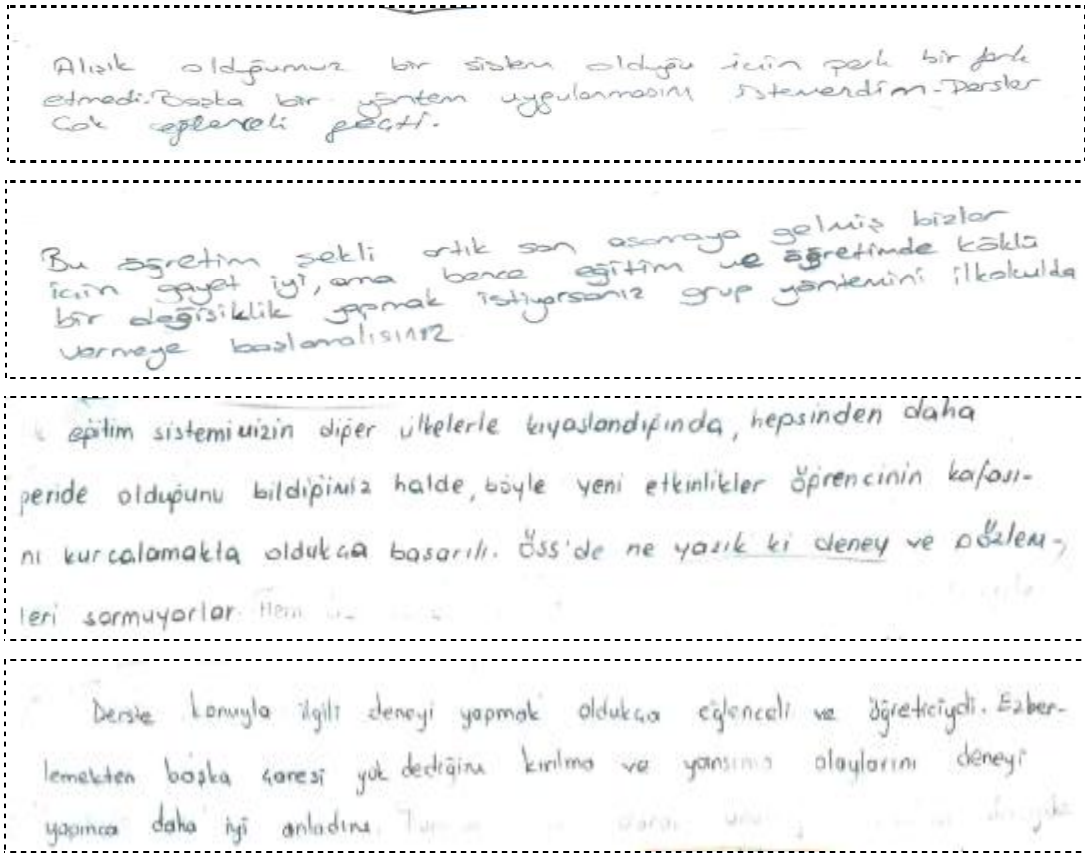 Alışık olduğumuz bir sistem olduğu için pek bir fark
etmedi. Başka bir yöntem uygulanmasını istemerdim. Dersler
Çok eğlenceli geçti.
Bu öğretim şekli artık son aşamaya gelmiş bizler
için gayet iyi, ama bence eğitim ve öğretimde köklü
bir değişiklik yapmak istiyorsanız grup yöntemini ilkokulda
vermeye başlamalısınız
eğitim sistemimizin diğer ülkelerle kıyaslandığında, hepsinden daha
geride olduğunu bildiğimiz halde, böyle yeni etkinlikler öğrencinin kafası-
nı kurcalamakta oldukça başarılı. ÖSS'de ne yazık ki deney ve gözlem-
leri sormuyorlar. Hem
Derste konuyla ilgili deneyi yapmak oldukça eğlenceli ve öğreticiydi. Ezber-
lemekten başka çaresi yok dediğim kırılma ve yansıma olaylarını deneyi
yapınca daha iyi anladım.